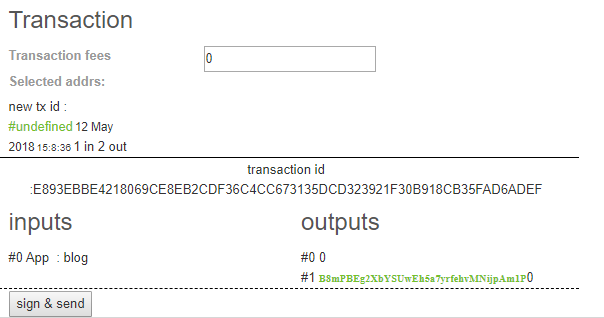 Transaction
Transaction fees 0
Selected addrs:
new tx id :
#undefined 12 May
2018 15:8:36 1 in 2 out
transaction id
:E893EBBE4218069CE8EB2CDF36C4CC673135DCD323921F30B918CB35FAD6ADEF
inputs outputs
#0 App : blog #0 0
#1 B8mPBEg2XbYSUwEh5a7yrfehvMNijpAm1P0
sign & send